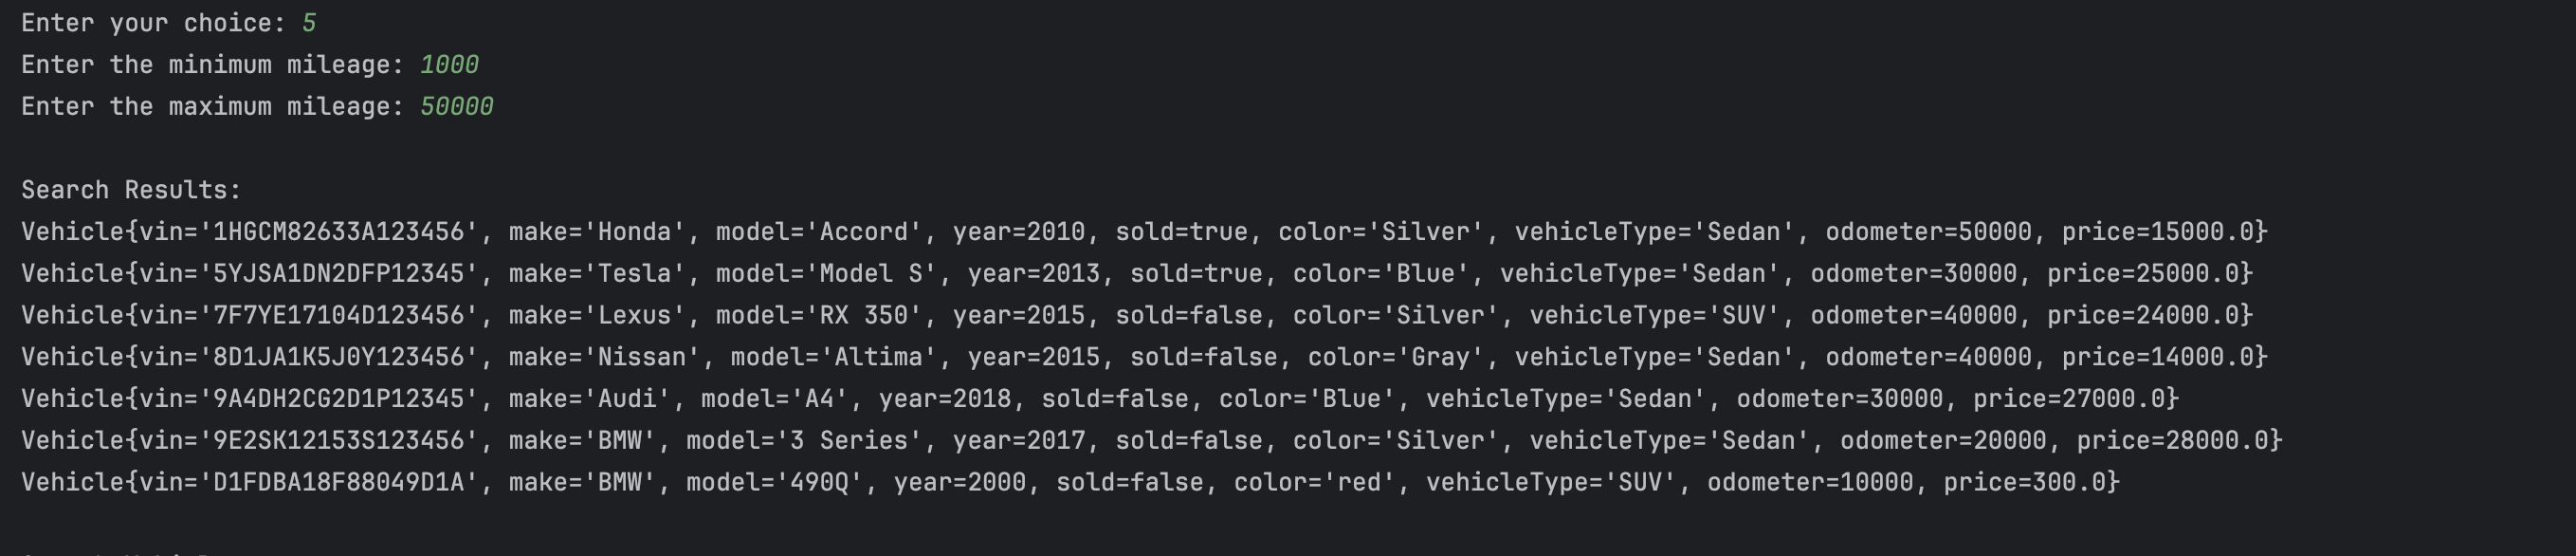 Enter your choice: 5
Enter the minimum mileage: 1000
Enter the maximum mileage: 50000
Search Results:
Vehicle{vin='1HGCM82633A123456', make='Honda', model='Accord', year=2010, sold=true, color='Silver', vehicleType='Sedan', odometer=50000, price=15000.0}
Vehicle{vin='5YJSA1DN2DFP12345', make='Tesla', model='Model S', year=2013, sold=true, color='Blue', vehicleType='Sedan', odometer=30000, price=25000.0}
Vehicle{vin='7F7YE17104D123456', make='Lexus', model='RX 350', year=2015, sold=false, color='Silver', vehicleType='SUV', odometer=40000, price=24000.0}
Vehicle{vin='8D1JA1K5J0Y123456', make='Nissan', model='Altima', year=2015, sold=false, color='Gray', vehicleType='Sedan', odometer=40000, price=14000.0}
Vehicle{vin='9A4DH2CG2D1P12345', make='Audi', model='A4', year=2018, sold=false, color='Blue', vehicleType='Sedan', odometer=30000, price=27000.0}
Vehicle{vin='9E2SK12153S123456', make='BMW', model='3 Series', year=2017, sold=false, color='Silver', vehicleType='Sedan', odometer=20000, price=28000.0}
Vehicle{vin='D1FDBA18F88049D1A', make='BMW', model='490Q', year=2000, sold=false, color='red', vehicleType='SUV', odometer=10000, price=300.0}